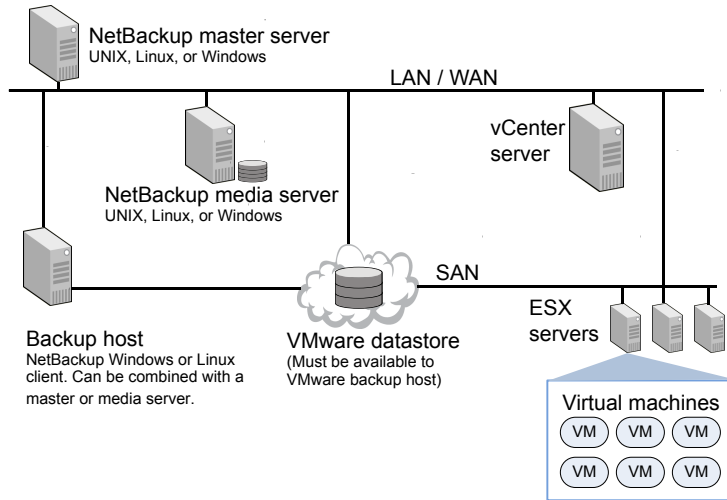 NetBackup master server
UNIX, Linux, or Windows
LAN / WAN
vCenter
server
NetBackup media server
UNIX, Linux, or Windows
SAN
ESX
servers
Backup host
NetBackup Windows or Linux
client. Can be combined with a
master or media server.
VMware datastore
(Must be available to
VMware backup host)
Virtual machines
VM VM VM
VM VM VM